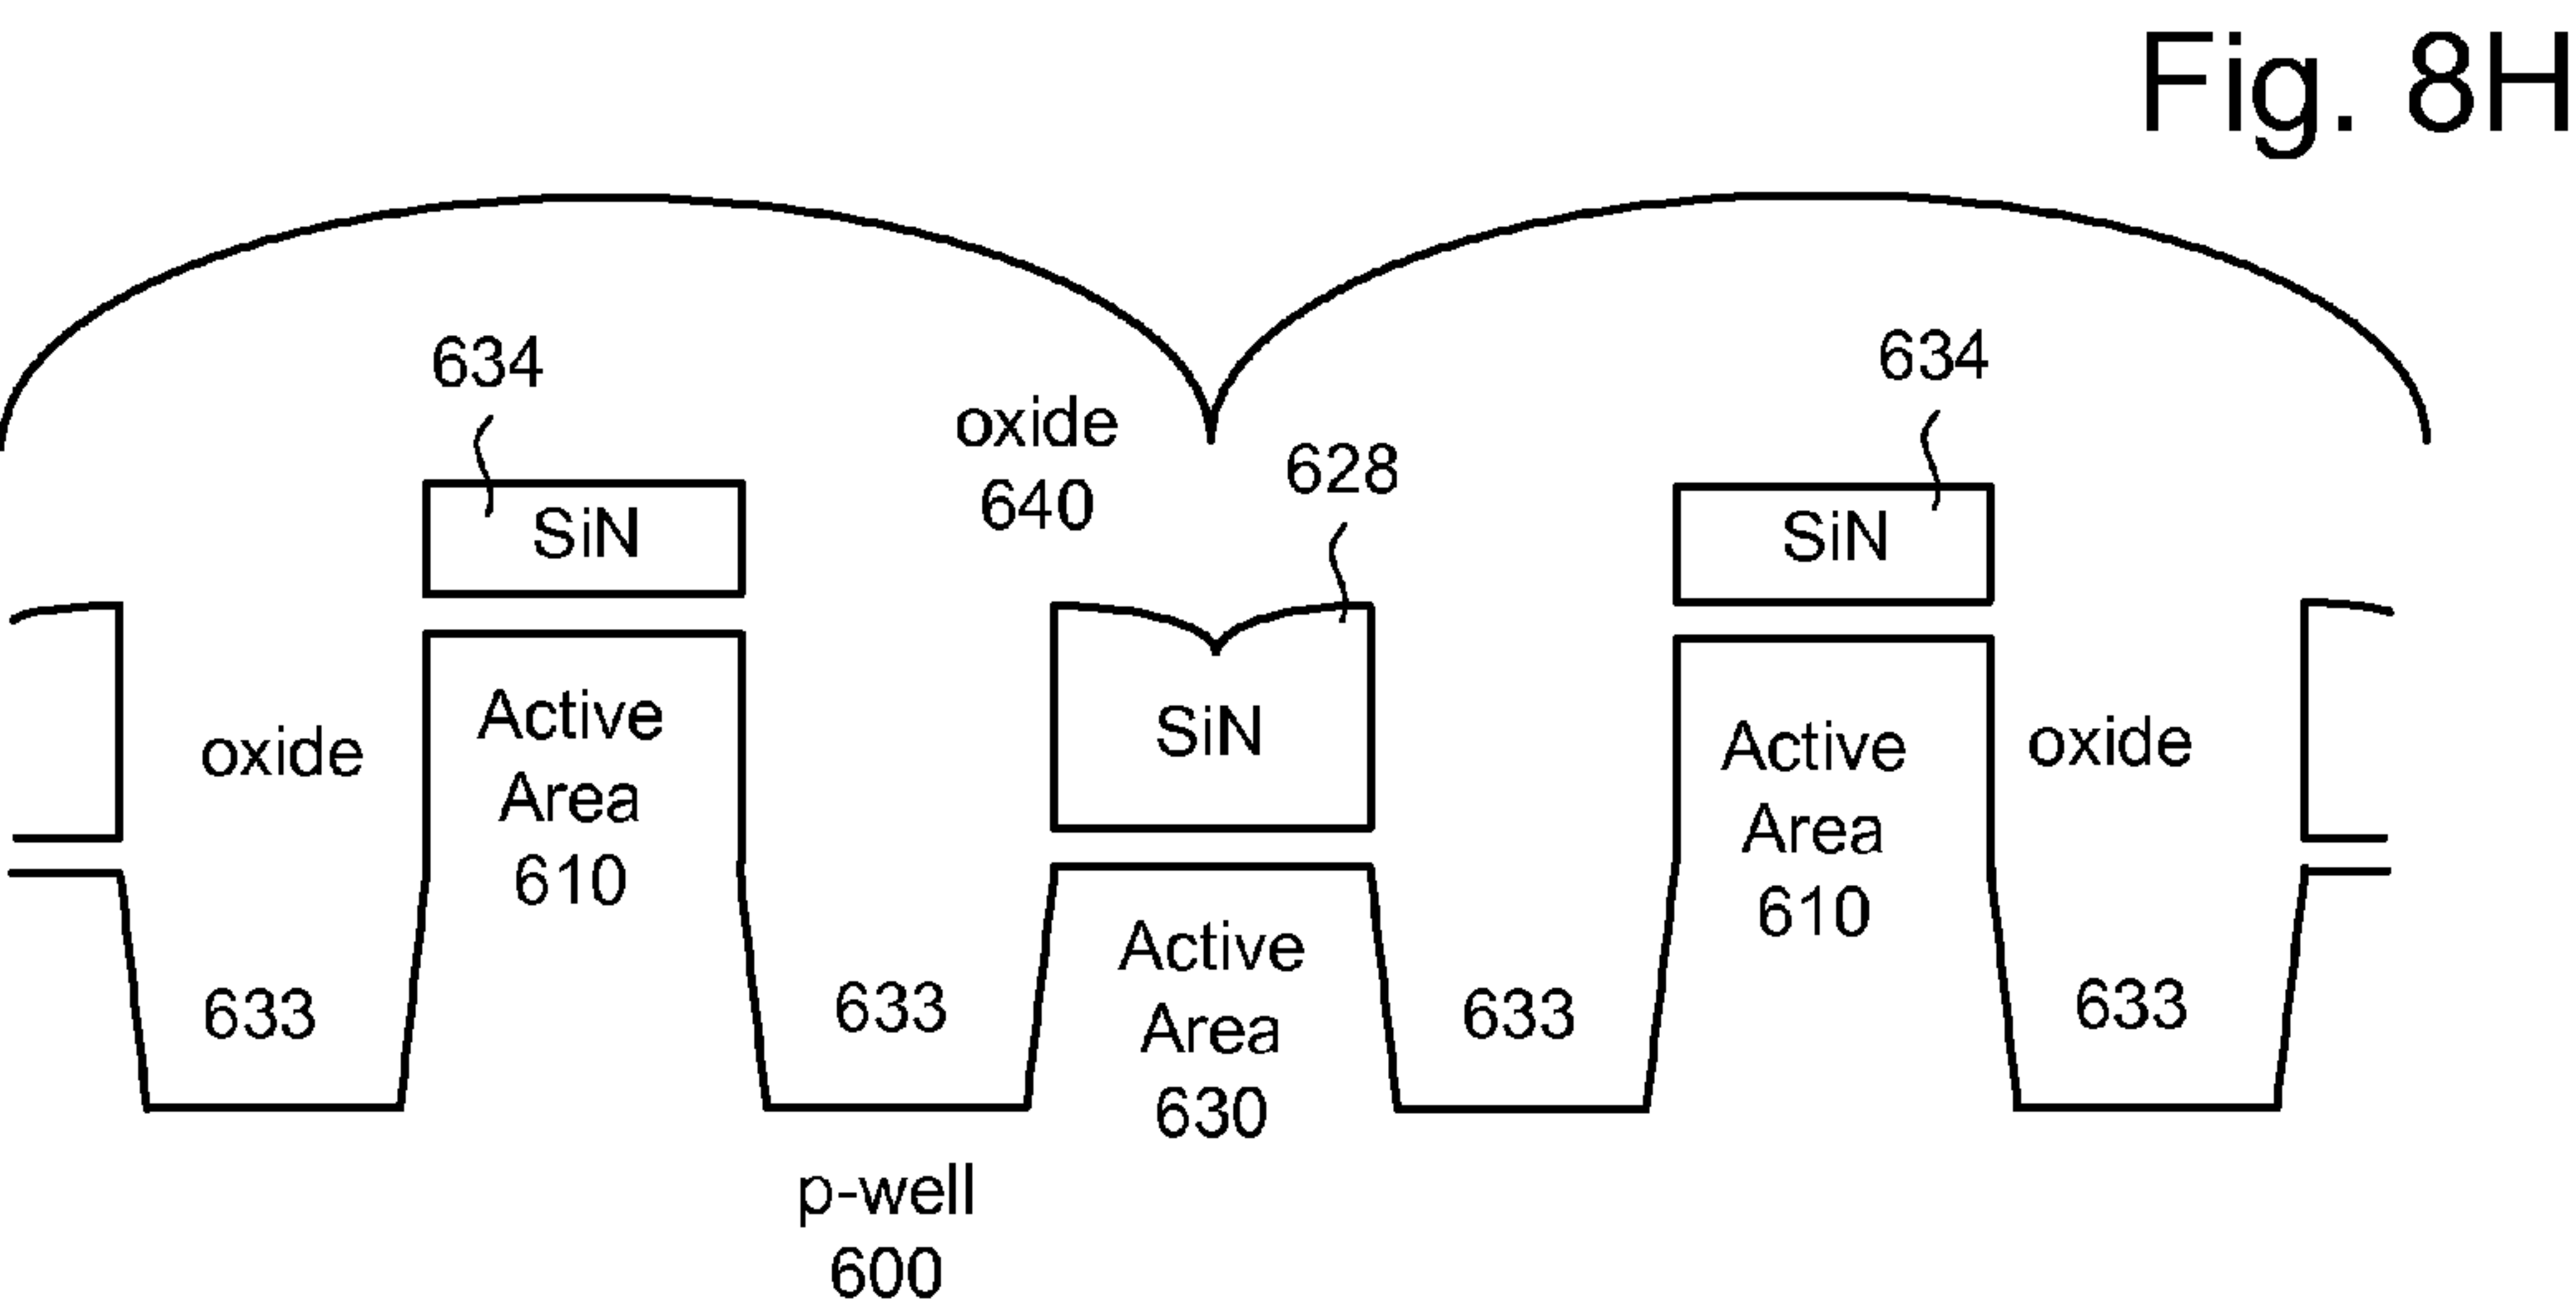 Fig. 8H
634
634
oxide
640
628
SiN
SiN
oxide
Active
Area
610
SiN
Active
Area
610
oxide
633
633
Active
Area
630
633
633
p-well
600